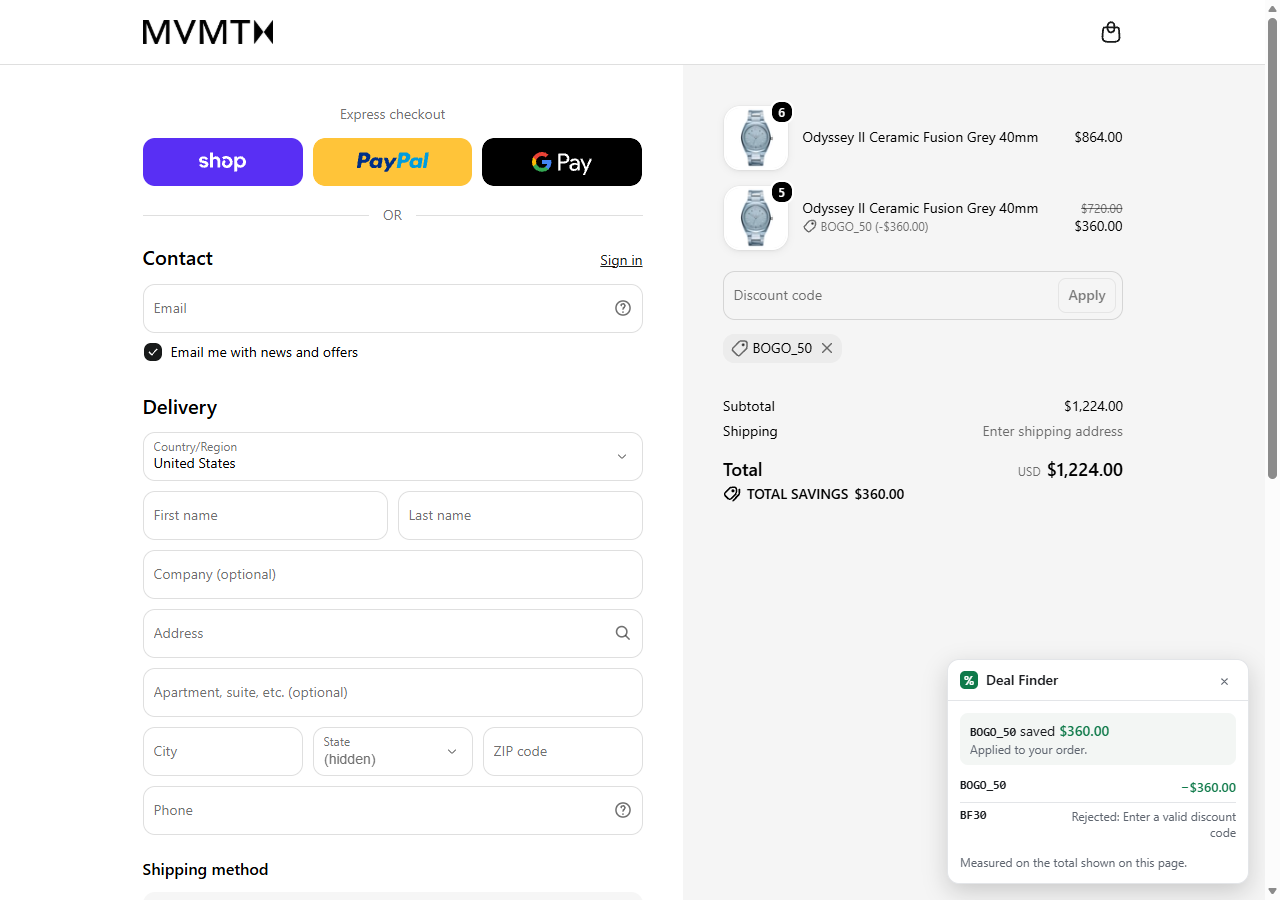 MVMT
Express checkout
shop
PayPal
G Pay
OR
Contact
Sign in
Email
Email me with news and offers
Delivery
Country/Region
United States
First name
Last name
Company (optional)
Address
Apartment, suite, etc. (optional)
City
State
(hidden)
ZIP code
Phone
Shipping method
6
Odyssey II Ceramic Fusion Grey 40mm
$864.00
5
Odyssey II Ceramic Fusion Grey 40mm
$720.00
BOGO_50 (-$360.00)
$360.00
Discount code
Apply
BOGO_50
Subtotal
$1,224.00
Shipping
Enter shipping address
Total
USD $1,224.00
TOTAL SAVINGS $360.00
% Deal Finder
BOGO_50 saved $360.00
Applied to your order.
BOGO_50
−$360.00
BF30
Rejected: Enter a valid discount
code
Measured on the total shown on this page.